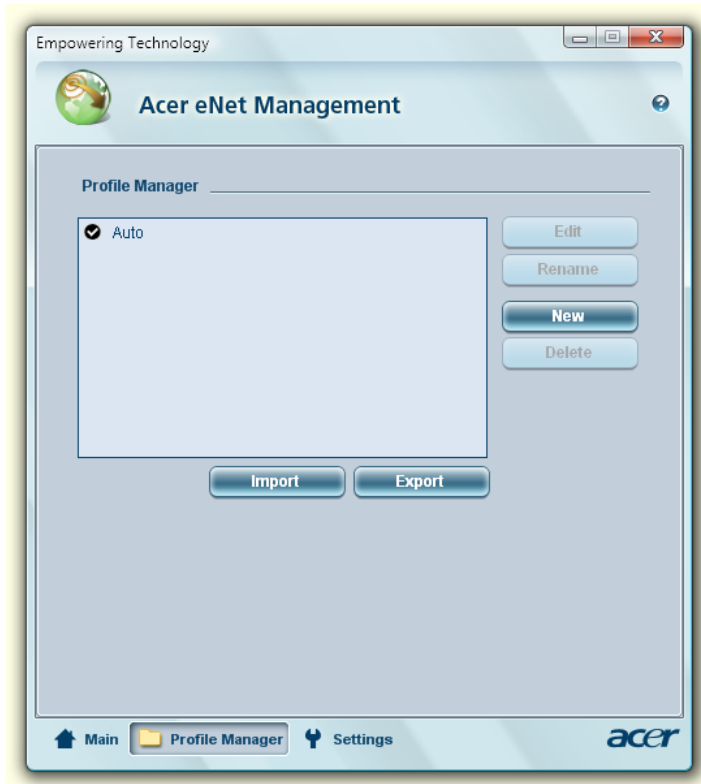 Empowering Technology
Acer eNet Management
Profile Manager
Auto
Edit
Rename
New
Delete
Import
Export
Main
Profile Manager
Settings
acer